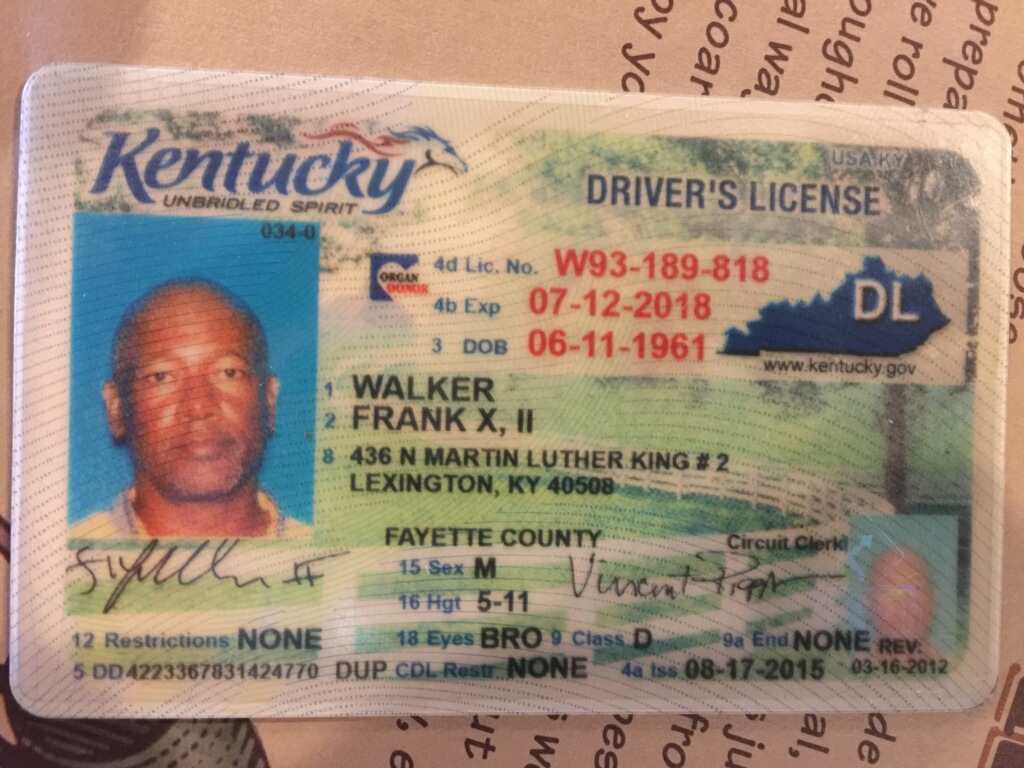 Kentucky
UNBRIDLED SPIRIT
USA KY
DRIVER'S LICENSE
034-0
ORGAN
DONOR
4d Lic. No. W93-189-818
4b Exp 07-12-2018
3 DOB 06-11-1961
DL
www.kentucky.gov
1 WALKER
2 FRANK X, II
8 436 N MARTIN LUTHER KING # 2
LEXINGTON, KY 40508
FAYETTE COUNTY
Circuit Clerk
15 Sex M
16 Hgt 5-11
12 Restrictions NONE 18 Eyes BRO 9 Class D 9a End NONE REV:
5 DD 4223367831424770 DUP CDL Restr NONE 4a Iss 08-17-2015 03-16-2012